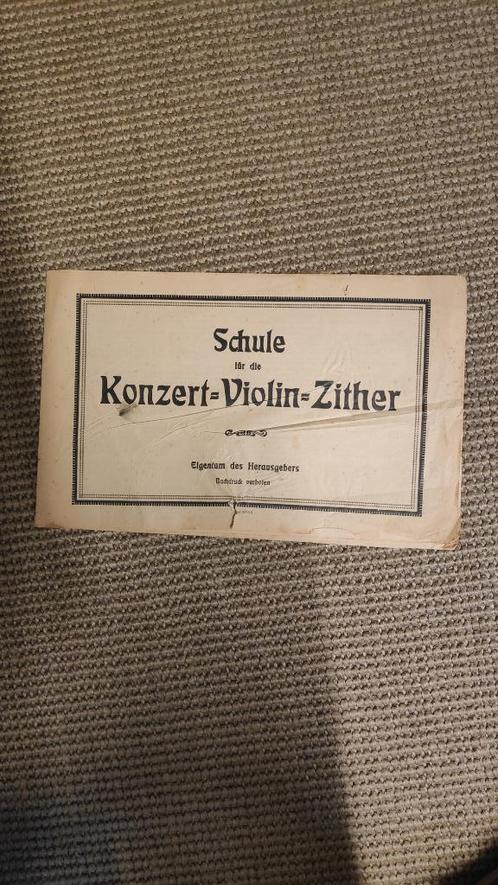 Schule
für die
Konzert=Violin=Zither
Eigentum des Herausgebers
Nachdruck verboten